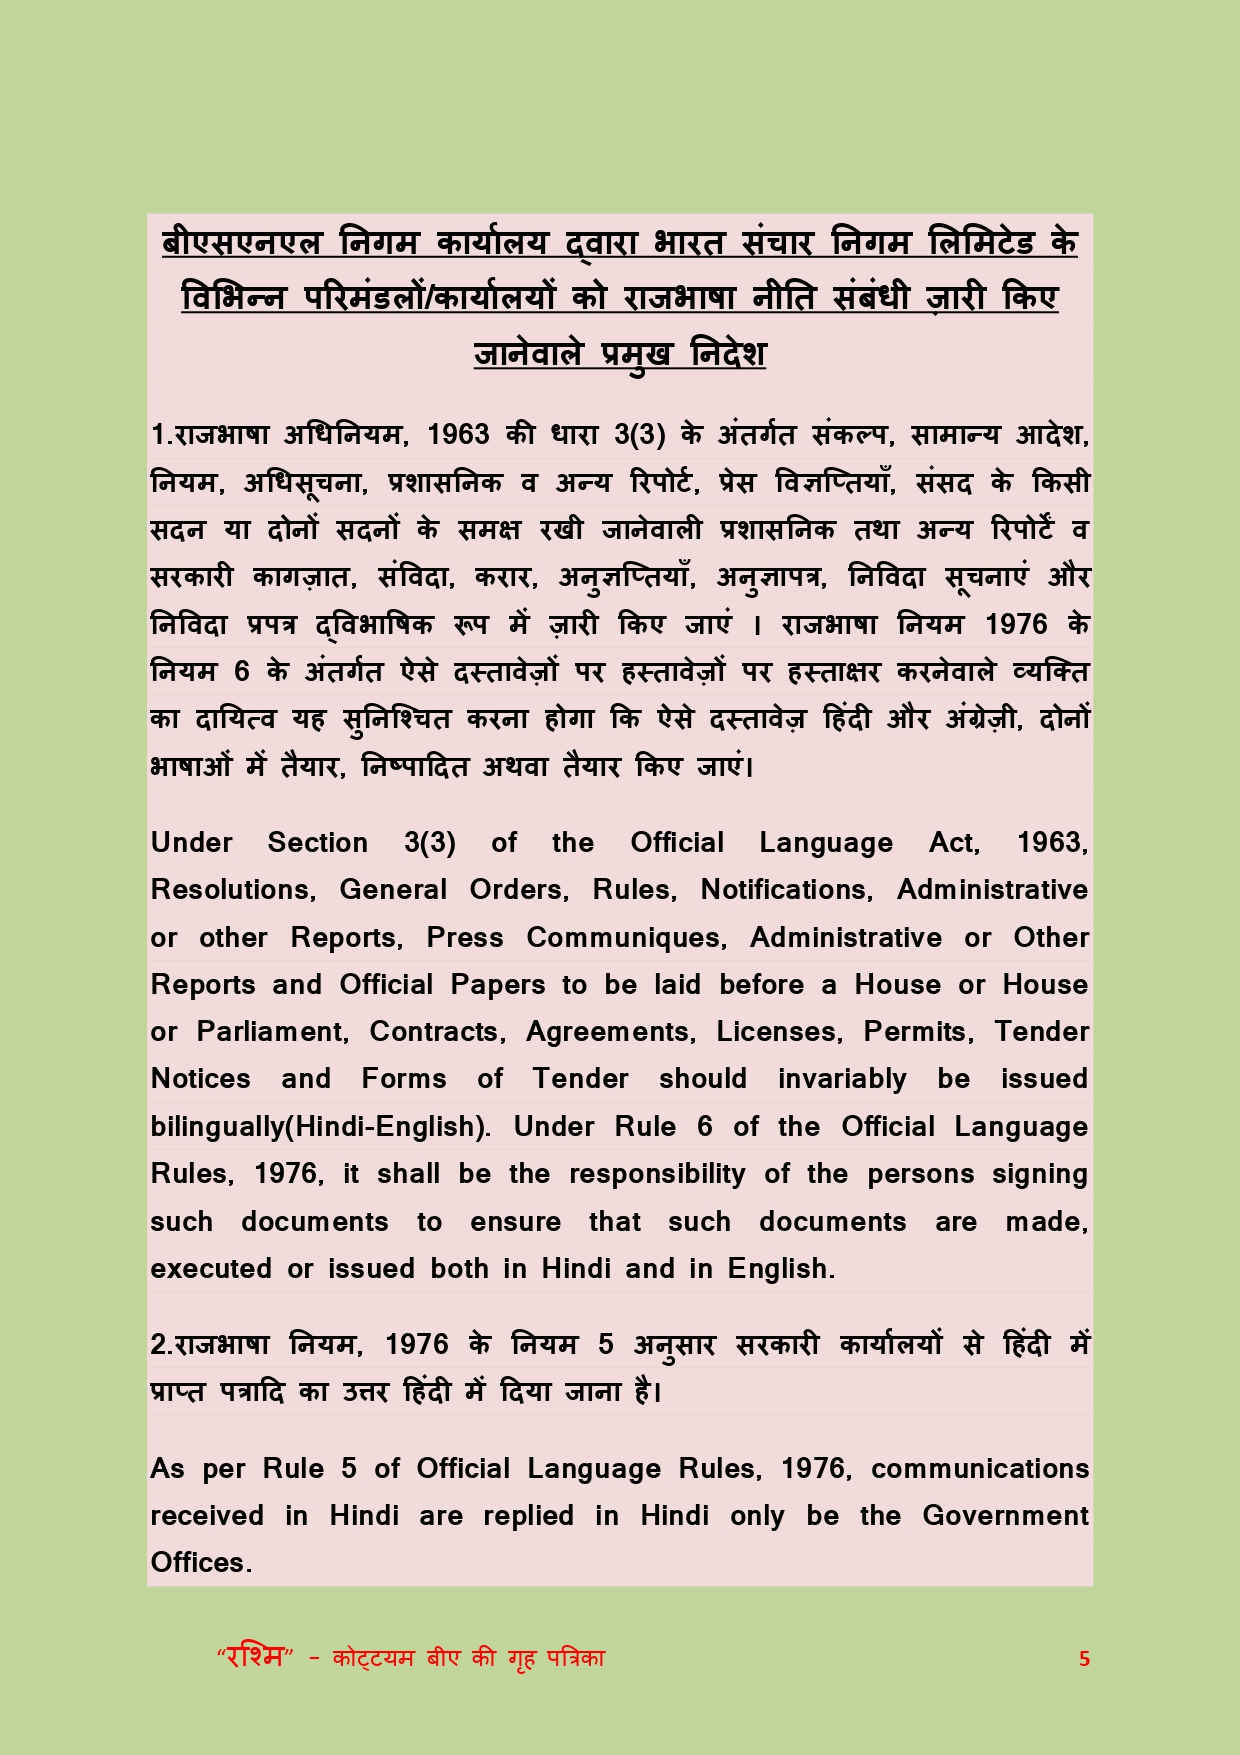 बीएसएनएल निगम कार्यालय द्वारा भारत संचार निगम लिमिटेड के
विभिन्न परिमंडलों/कार्यालयों को राजभाषा नीति संबंधी ज़ारी किए
जानेवाले प्रमुख निदेश
1.राजभाषा अधिनियम, 1963 की धारा 3(3) के अंतर्गत संकल्प, सामान्य आदेश,
नियम, अधिसूचना, प्रशासनिक व अन्य रिपोर्ट, प्रेस विज्ञप्तियाँ, संसद के किसी
सदन या दोनों सदनों के समक्ष रखी जानेवाली प्रशासनिक तथा अन्य रिपोर्टें व
सरकारी कागज़ात, संविदा, करार, अनुज्ञप्तियाँ, अनुज्ञापत्र, निविदा सूचनाएं और
निविदा प्रपत्र द्विभाषिक रूप में ज़ारी किए जाएं । राजभाषा नियम 1976 के
नियम 6 के अंतर्गत ऐसे दस्तावेज़ों पर हस्तावेज़ों पर हस्ताक्षर करनेवाले व्यक्ति
का दायित्व यह सुनिश्चित करना होगा कि ऐसे दस्तावेज़ हिंदी और अंग्रेज़ी, दोनों
भाषाओं में तैयार, निष्पादित अथवा तैयार किए जाएं।
Under Section 3(3) of the Official Language Act, 1963,
Resolutions, General Orders, Rules, Notifications, Administrative
or other Reports, Press Communiques, Administrative or Other
Reports and Official Papers to be laid before a House or House
or Parliament, Contracts, Agreements, Licenses, Permits, Tender
Notices and Forms of Tender should invariably be issued
bilingually(Hindi-English). Under Rule 6 of the Official Language
Rules, 1976, it shall be the responsibility of the persons signing
such documents to ensure that such documents are made,
executed or issued both in Hindi and in English.
2.राजभाषा नियम, 1976 के नियम 5 अनुसार सरकारी कार्यालयों से हिंदी में
प्राप्त पत्रादि का उत्तर हिंदी में दिया जाना है।
As per Rule 5 of Official Language Rules, 1976, communications
received in Hindi are replied in Hindi only be the Government
Offices.
“रश्मि” - कोट्टयम बीए की गृह पत्रिका 5